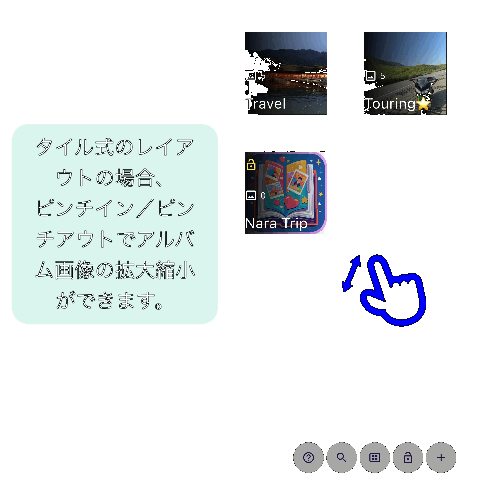 タイル式のレイア
ウトの場合、
ピンチイン／ピン
チアウトでアルバ
ム画像の拡大縮小
ができます。
Travel
5
Touring⭐
6
Nara Trip